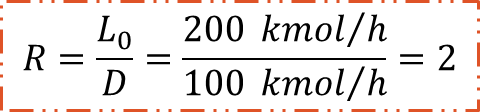 R = L₀/D = 200 kmol/h / 100 kmol/h = 2